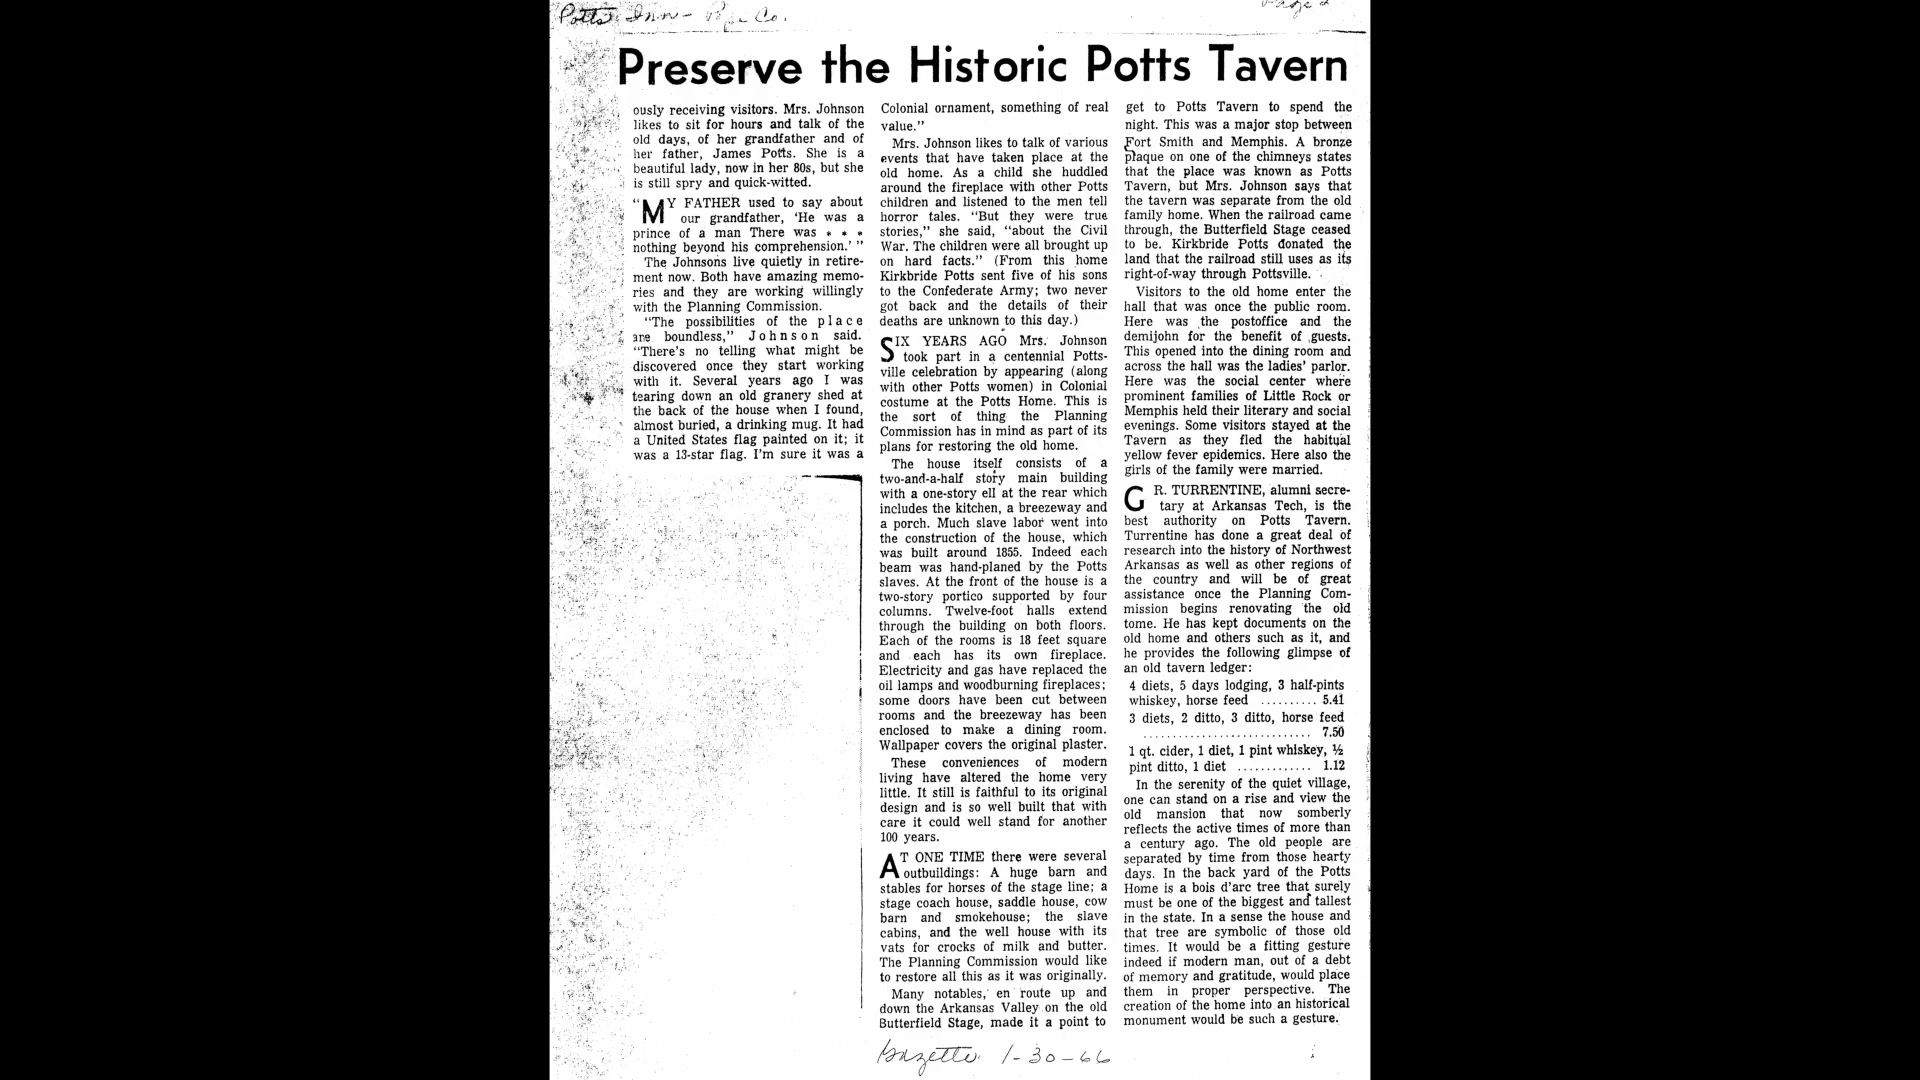 Potts Inn - Pope Co.
Page 2
Preserve the Historic Potts Tavern
ously receiving visitors. Mrs. Johnson
likes to sit for hours and talk of the
old days, of her grandfather and of
her father, James Potts. She is a
beautiful lady, now in her 80s, but she
is still spry and quick-witted.
"MY FATHER used to say about
our grandfather, 'He was a
prince of a man There was * * *
nothing beyond his comprehension.' "
The Johnsons live quietly in retire-
ment now. Both have amazing memo-
ries and they are working willingly
with the Planning Commission.
"The possibilities of the place
are boundless," Johnson said.
"There's no telling what might be
discovered once they start working
with it. Several years ago I was
tearing down an old granery shed at
the back of the house when I found,
almost buried, a drinking mug. It had
a United States flag painted on it; it
was a 13-star flag. I'm sure it was a
Colonial ornament, something of real
value."
Mrs. Johnson likes to talk of various
events that have taken place at the
old home. As a child she huddled
around the fireplace with other Potts
children and listened to the men tell
horror tales. "But they were true
stories," she said, "about the Civil
War. The children were all brought up
on hard facts." (From this home
Kirkbride Potts sent five of his sons
to the Confederate Army; two never
got back and the details of their
deaths are unknown to this day.)
SIX YEARS AGO Mrs. Johnson
took part in a centennial Potts-
ville celebration by appearing (along
with other Potts women) in Colonial
costume at the Potts Home. This is
the sort of thing the Planning
Commission has in mind as part of its
plans for restoring the old home.
The house itself consists of a
two-and-a-half story main building
with a one-story ell at the rear which
includes the kitchen, a breezeway and
a porch. Much slave labor went into
the construction of the house, which
was built around 1855. Indeed each
beam was hand-planed by the Potts
slaves. At the front of the house is a
two-story portico supported by four
columns. Twelve-foot halls extend
through the building on both floors.
Each of the rooms is 18 feet square
and each has its own fireplace.
Electricity and gas have replaced the
oil lamps and woodburning fireplaces;
some doors have been cut between
rooms and the breezeway has been
enclosed to make a dining room.
Wallpaper covers the original plaster.
These conveniences of modern
living have altered the home very
little. It still is faithful to its original
design and is so well built that with
care it could well stand for another
100 years.
AT ONE TIME there were several
outbuildings: A huge barn and
stables for horses of the stage line; a
stage coach house, saddle house, cow
barn and smokehouse; the slave
cabins, and the well house with its
vats for crocks of milk and butter.
The Planning Commission would like
to restore all this as it was originally.
Many notables, en route up and
down the Arkansas Valley on the old
Butterfield Stage, made it a point to
get to Potts Tavern to spend the
night. This was a major stop between
Fort Smith and Memphis. A bronze
plaque on one of the chimneys states
that the place was known as Potts
Tavern, but Mrs. Johnson says that
the tavern was separate from the old
family home. When the railroad came
through, the Butterfield Stage ceased
to be. Kirkbride Potts donated the
land that the railroad still uses as its
right-of-way through Pottsville.
Visitors to the old home enter the
hall that was once the public room.
Here was the postoffice and the
demijohn for the benefit of guests.
This opened into the dining room and
across the hall was the ladies' parlor.
Here was the social center where
prominent families of Little Rock or
Memphis held their literary and social
evenings. Some visitors stayed at the
Tavern as they fled the habitual
yellow fever epidemics. Here also the
girls of the family were married.
G R. TURRENTINE, alumni secre-
tary at Arkansas Tech, is the
best authority on Potts Tavern.
Turrentine has done a great deal of
research into the history of Northwest
Arkansas as well as other regions of
the country and will be of great
assistance once the Planning Com-
mission begins renovating the old
tome. He has kept documents on the
old home and others such as it, and
he provides the following glimpse of
an old tavern ledger:
4 diets, 5 days lodging, 3 half-pints
whiskey, horse feed .......... 5.41
3 diets, 2 ditto, 3 ditto, horse feed
............................ 7.50
1 qt. cider, 1 diet, 1 pint whiskey, ½
pint ditto, 1 diet ............. 1.12
In the serenity of the quiet village,
one can stand on a rise and view the
old mansion that now somberly
reflects the active times of more than
a century ago. The old people are
separated by time from those hearty
days. In the back yard of the Potts
Home is a bois d'arc tree that surely
must be one of the biggest and tallest
in the state. In a sense the house and
that tree are symbolic of those old
times. It would be a fitting gesture
indeed if modern man, out of a debt
of memory and gratitude, would place
them in proper perspective. The
creation of the home into an historical
monument would be such a gesture.
Gazette 1-30-66